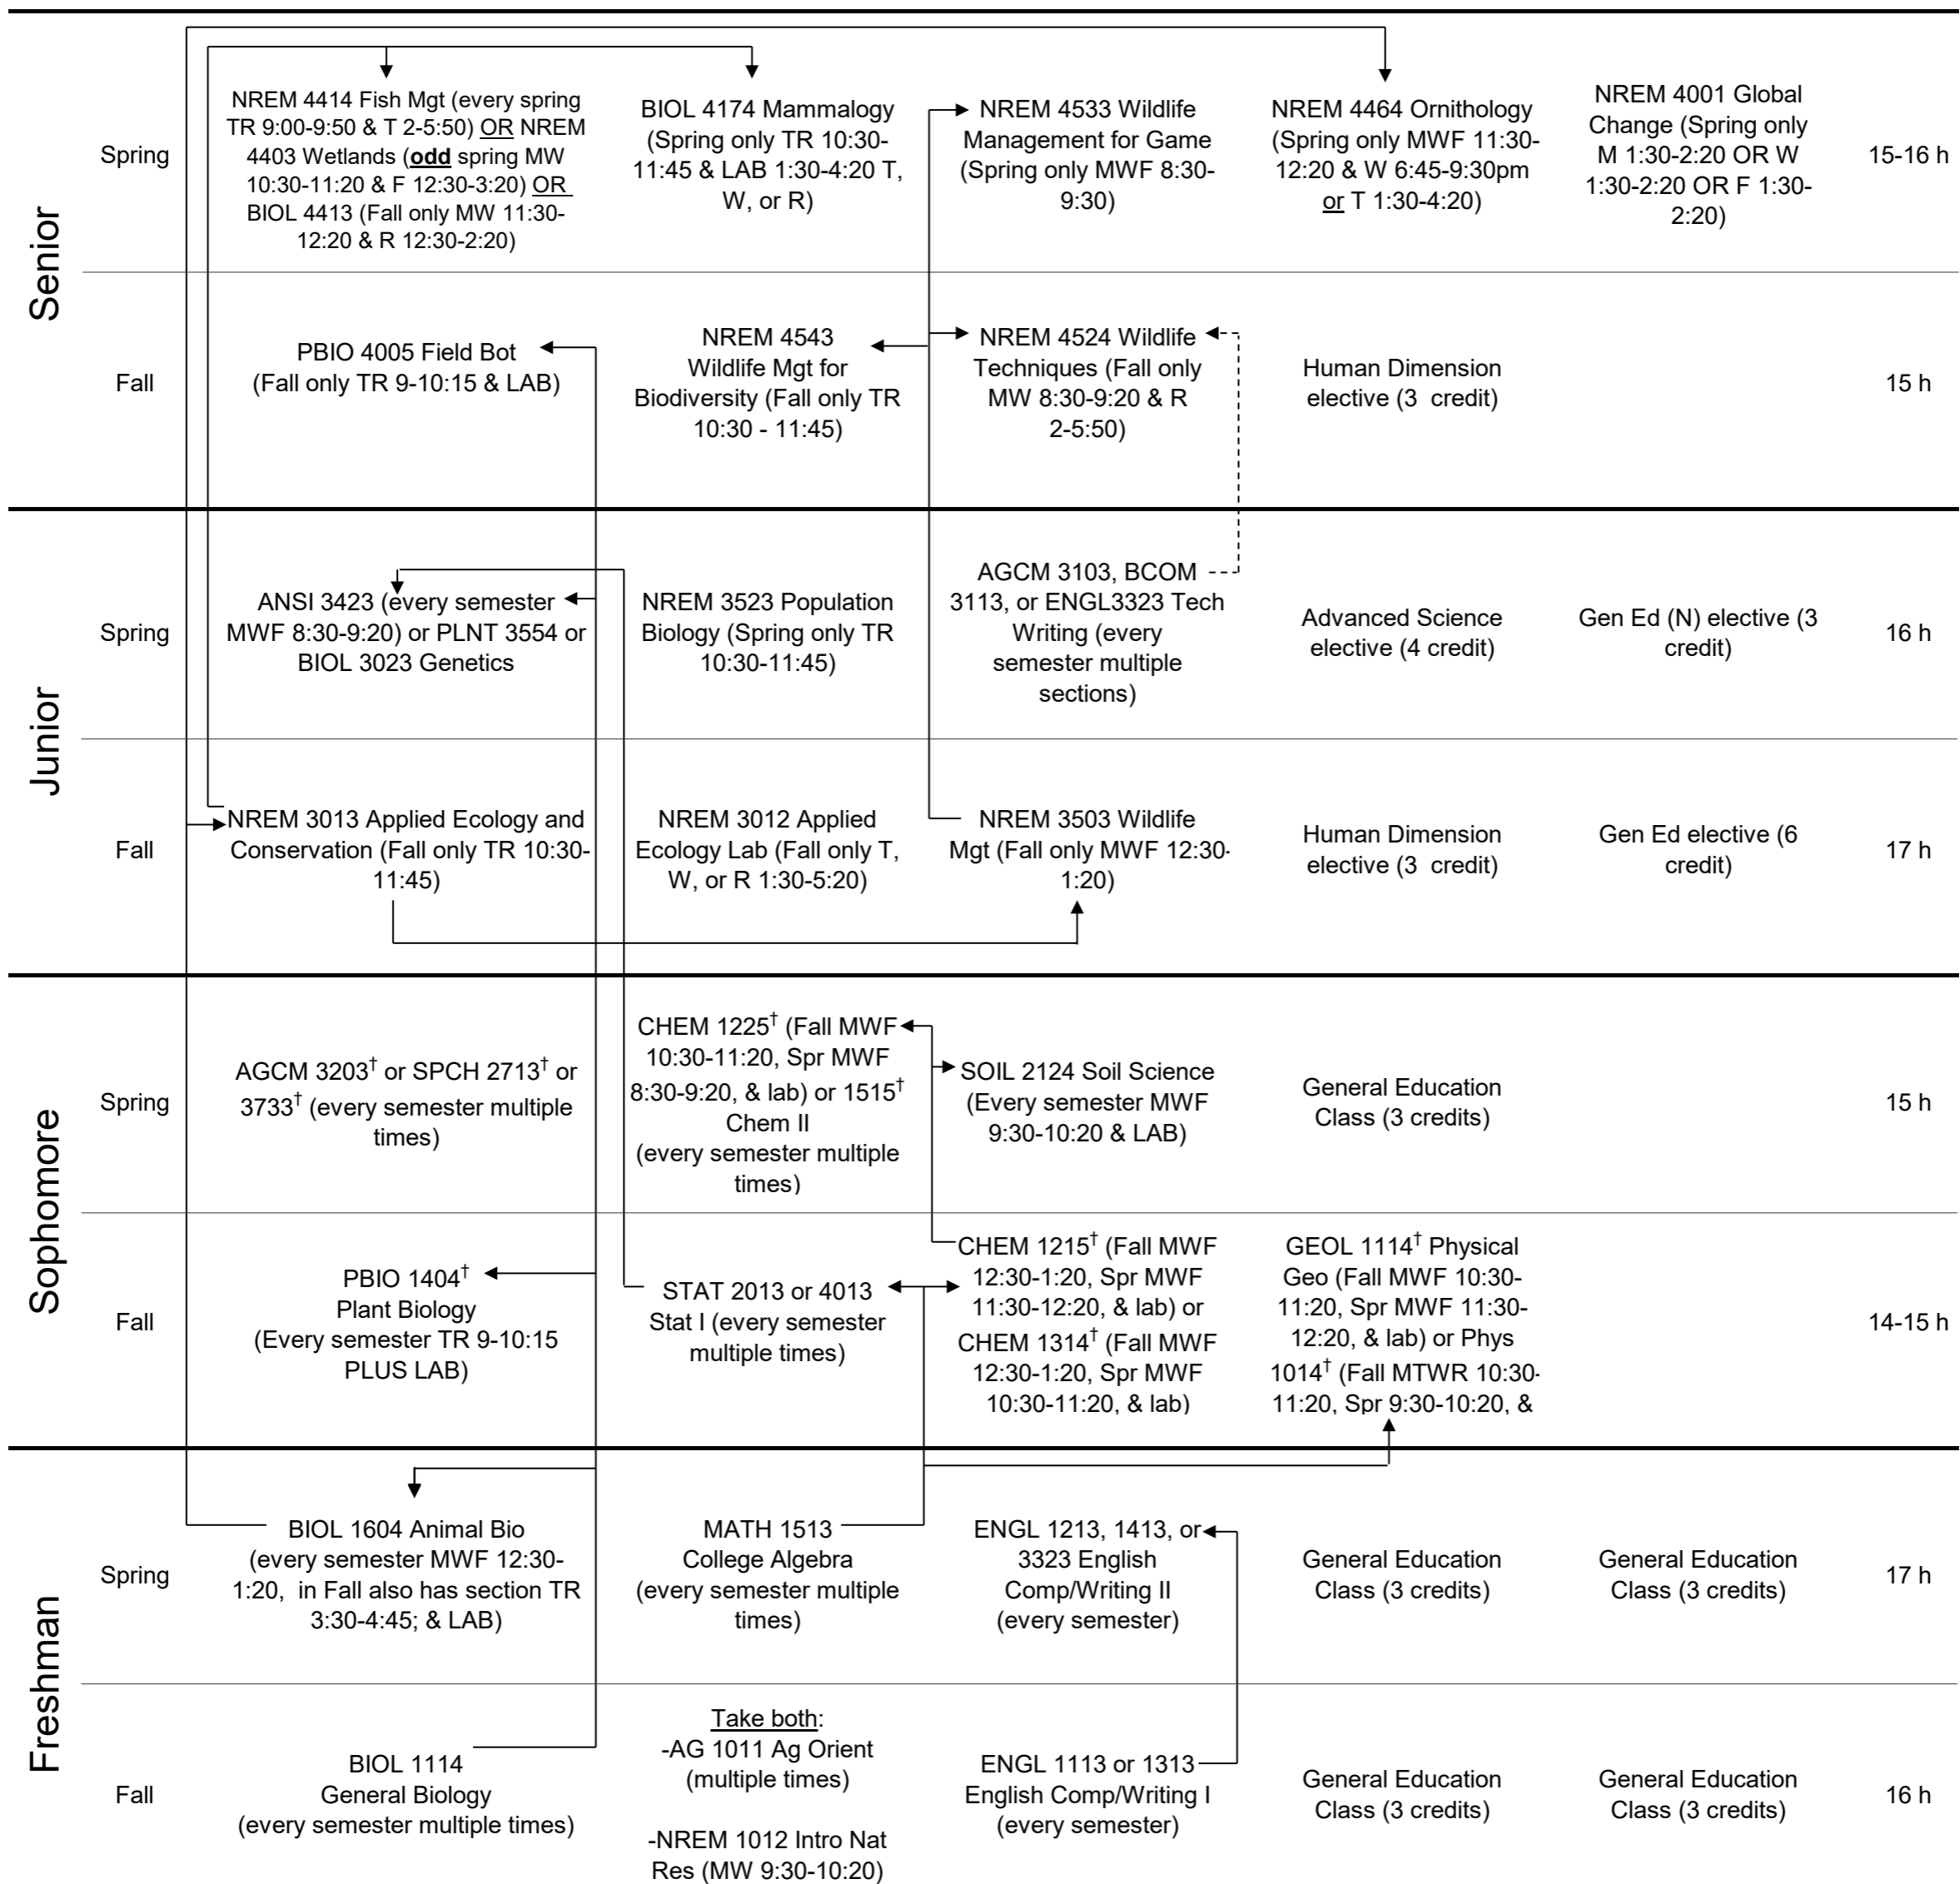 Senior
Spring
NREM 4414 Fish Mgt (every spring
TR 9:00-9:50 & T 2-5:50) OR NREM
4403 Wetlands (odd spring MW
10:30-11:20 & F 12:30-3:20) OR
BIOL 4413 (Fall only MW 11:30-
12:20 & R 12:30-2:20)
BIOL 4174 Mammalogy
(Spring only TR 10:30-
11:45 & LAB 1:30-4:20 T,
W, or R)
NREM 4533 Wildlife
Management for Game
(Spring only MWF 8:30-
9:30)
NREM 4464 Ornithology
(Spring only MWF 11:30-
12:20 & W 6:45-9:30pm
or T 1:30-4:20)
NREM 4001 Global
Change (Spring only
M 1:30-2:20 OR W
1:30-2:20 OR F 1:30-
2:20)
15-16 h
Fall
PBIO 4005 Field Bot
(Fall only TR 9-10:15 & LAB)
NREM 4543
Wildlife Mgt for
Biodiversity (Fall only TR
10:30 - 11:45)
NREM 4524 Wildlife
Techniques (Fall only
MW 8:30-9:20 & R
2-5:50)
Human Dimension
elective (3 credit)
15 h
Junior
Spring
ANSI 3423 (every semester
MWF 8:30-9:20) or PLNT 3554 or
BIOL 3023 Genetics
NREM 3523 Population
Biology (Spring only TR
10:30-11:45)
AGCM 3103, BCOM
3113, or ENGL3323 Tech
Writing (every
semester multiple
sections)
Advanced Science
elective (4 credit)
Gen Ed (N) elective (3
credit)
16 h
Fall
NREM 3013 Applied Ecology and
Conservation (Fall only TR 10:30-
11:45)
NREM 3012 Applied
Ecology Lab (Fall only T,
W, or R 1:30-5:20)
NREM 3503 Wildlife
Mgt (Fall only MWF 12:30-
1:20)
Human Dimension
elective (3 credit)
Gen Ed elective (6
credit)
17 h
Sophomore
Spring
AGCM 3203† or SPCH 2713† or
3733† (every semester multiple
times)
CHEM 1225† (Fall MWF
10:30-11:20, Spr MWF
8:30-9:20, & lab) or 1515†
Chem II
(every semester multiple
times)
SOIL 2124 Soil Science
(Every semester MWF
9:30-10:20 & LAB)
General Education
Class (3 credits)
15 h
Fall
PBIO 1404†
Plant Biology
(Every semester TR 9-10:15
PLUS LAB)
STAT 2013 or 4013
Stat I (every semester
multiple times)
CHEM 1215† (Fall MWF
12:30-1:20, Spr MWF
11:30-12:20, & lab) or
CHEM 1314† (Fall MWF
12:30-1:20, Spr MWF
10:30-11:20, & lab)
GEOL 1114† Physical
Geo (Fall MWF 10:30-
11:20, Spr MWF 11:30-
12:20, & lab) or Phys
1014† (Fall MTWR 10:30-
11:20, Spr 9:30-10:20, &
14-15 h
Freshman
Spring
BIOL 1604 Animal Bio
(every semester MWF 12:30-
1:20, in Fall also has section TR
3:30-4:45; & LAB)
MATH 1513
College Algebra
(every semester multiple
times)
ENGL 1213, 1413, or
3323 English
Comp/Writing II
(every semester)
General Education
Class (3 credits)
General Education
Class (3 credits)
17 h
Fall
BIOL 1114
General Biology
(every semester multiple times)
Take both:
-AG 1011 Ag Orient
(multiple times)
-NREM 1012 Intro Nat
Res (MW 9:30-10:20)
ENGL 1113 or 1313
English Comp/Writing I
(every semester)
General Education
Class (3 credits)
General Education
Class (3 credits)
16 h